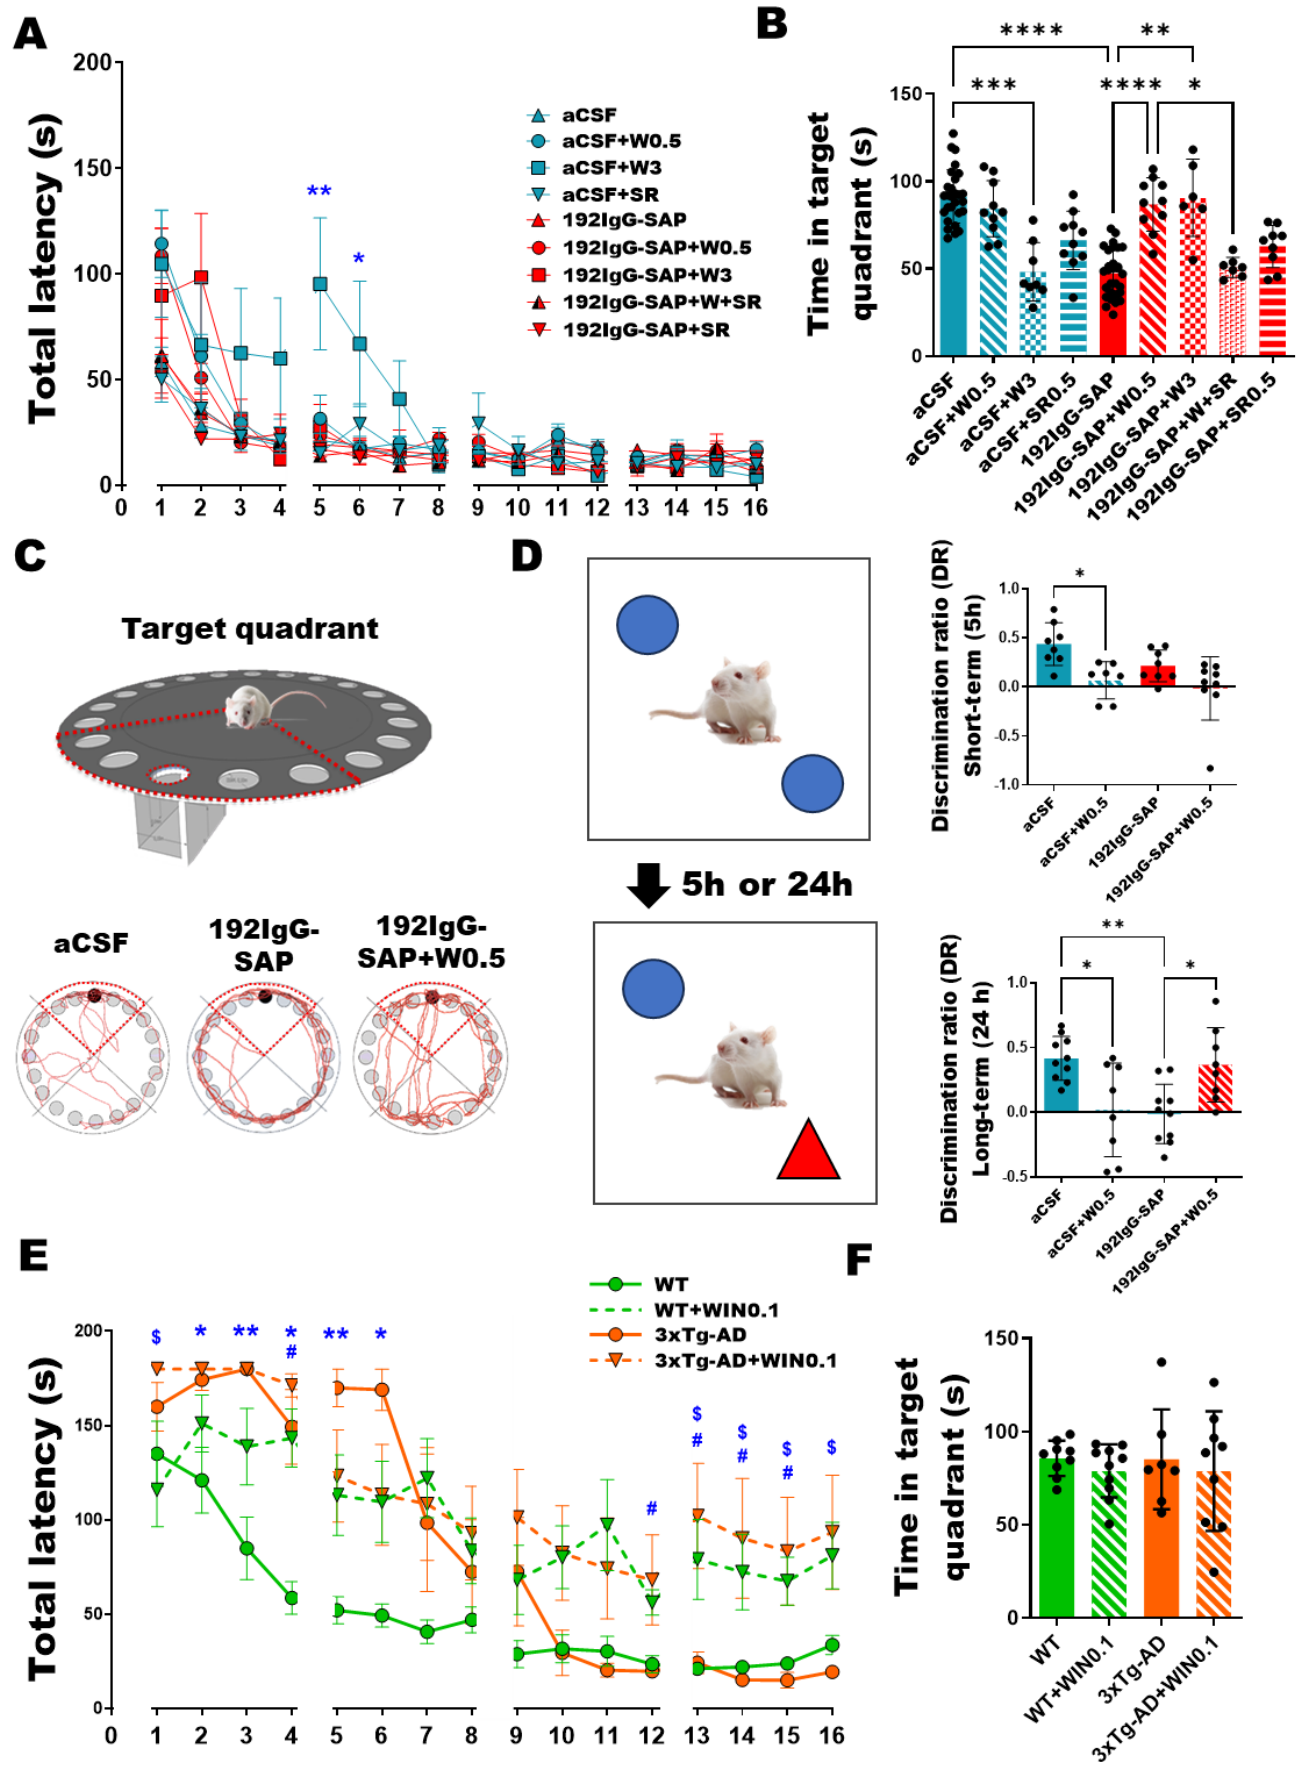 A
Total latency (s)
200
150
100
50
0
0 1 2 3 4 5 6 7 8 9 10 11 12 13 14 15 16
**
*
aCSF
aCSF+W0.5
aCSF+W3
aCSF+SR
192IgG-SAP
192IgG-SAP+W0.5
192IgG-SAP+W3
192IgG-SAP+W+SR
192IgG-SAP+SR
B
Time in target
quadrant (s)
**** **
*** **** *
150
100
50
0
aCSF
aCSF+W0.5
aCSF+W3
aCSF+SR0.5
192IgG-SAP
192IgG-SAP+W0.5
192IgG-SAP+W3
192IgG-SAP+W+SR
192IgG-SAP+SR0.5
C
Target quadrant
aCSF
192IgG-
SAP
192IgG-
SAP+W0.5
D
5h or 24h
Discrimination ratio (DR)
Short-term (5h)
*
1.0
0.5
0.0
-0.5
-1.0
aCSF
aCSF+W0.5
192IgG-SAP
192IgG-SAP+W0.5
Discrimination ratio (DR)
Long-term (24 h)
**
* *
1.0
0.5
0.0
-0.5
aCSF
aCSF+W0.5
192IgG-SAP
192IgG-SAP+W0.5
E
Total latency (s)
200
150
100
50
0
$ * ** * ** *
#
#
$ $ $ $
# # #
0 1 2 3 4 5 6 7 8 9 10 11 12 13 14 15 16
WT
WT+WIN0.1
3xTg-AD
3xTg-AD+WIN0.1
F
Time in target
quadrant (s)
150
100
50
0
WT
WT+WIN0.1
3xTg-AD
3xTg-AD+WIN0.1